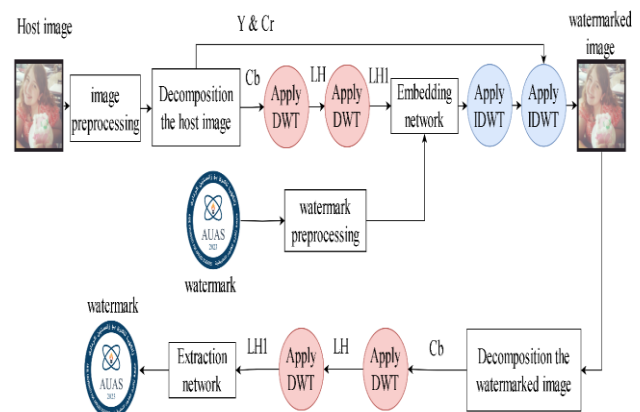 Host image
Y & Cr
watermarked
image
image
preprocessing
Decomposition
the host image
Cb
Apply
DWT
LH
Apply
DWT
LH1
Embedding
network
Apply
IDWT
Apply
IDWT
watermark
preprocessing
AUAS
2023
watermark
watermark
AUAS
2023
Extraction
network
LH1
Apply
DWT
LH
Apply
DWT
Cb
Decomposition the
watermarked image